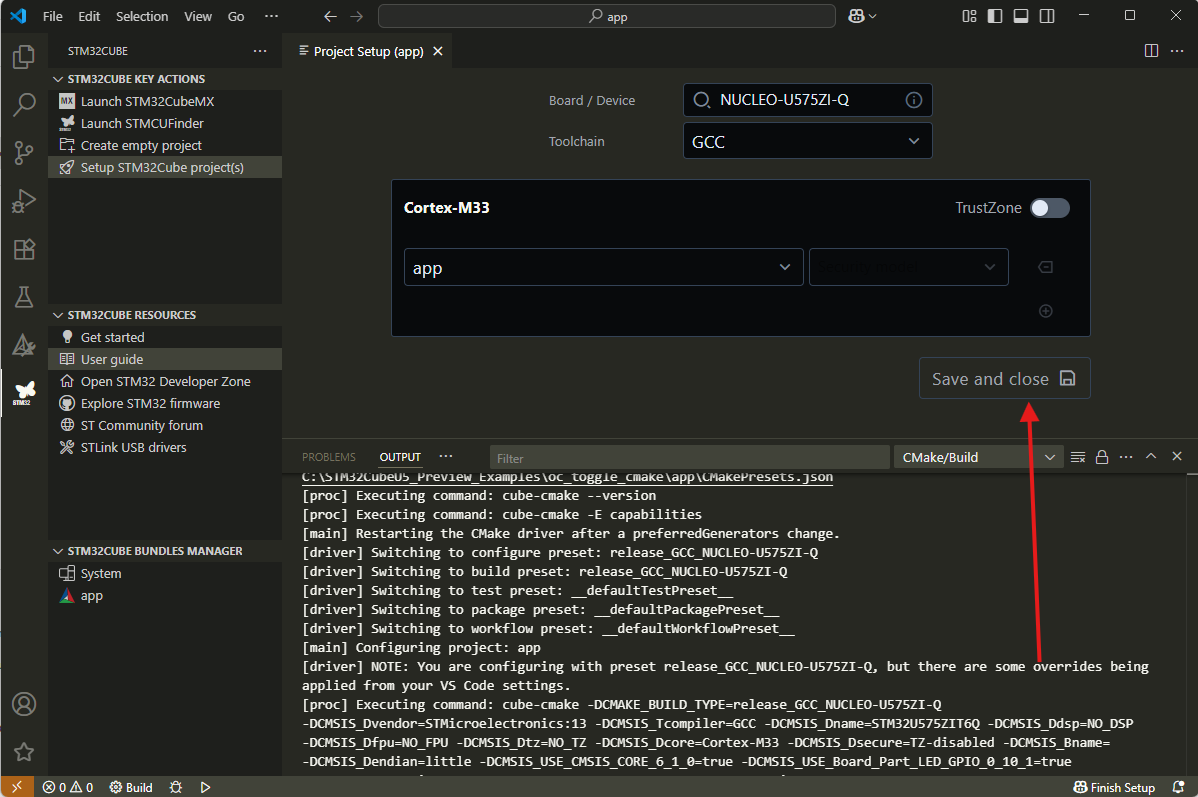 File Edit Selection View Go
app
STM32CUBE
Project Setup (app)
STM32CUBE KEY ACTIONS
MX Launch STM32CubeMX
Launch STMCUFinder
Create empty project
Setup STM32Cube project(s)
Board / Device
NUCLEO-U575ZI-Q
Toolchain
GCC
Cortex-M33
TrustZone
app
Save and close
STM32CUBE RESOURCES
Get started
User guide
Open STM32 Developer Zone
Explore STM32 firmware
ST Community forum
STLink USB drivers
STM32
STM32CUBE BUNDLES MANAGER
System
app
PROBLEMS OUTPUT
Filter
CMake/Build
C:\STM32CubeU5_Preview_Examples\oc_toggle_cmake\app\CMakePresets.json
[proc] Executing command: cube-cmake --version
[proc] Executing command: cube-cmake -E capabilities
[main] Restarting the CMake driver after a preferredGenerators change.
[driver] Switching to configure preset: release_GCC_NUCLEO-U575ZI-Q
[driver] Switching to build preset: release_GCC_NUCLEO-U575ZI-Q
[driver] Switching to test preset: __defaultTestPreset__
[driver] Switching to package preset: __defaultPackagePreset__
[driver] Switching to workflow preset: __defaultWorkflowPreset__
[main] Configuring project: app
[driver] NOTE: You are configuring with preset release_GCC_NUCLEO-U575ZI-Q, but there are some overrides being
applied from your VS Code settings.
[proc] Executing command: cube-cmake -DCMAKE_BUILD_TYPE=release_GCC_NUCLEO-U575ZI-Q
-DCMSIS_Dvendor=STMicroelectronics:13 -DCMSIS_Tcompiler=GCC -DCMSIS_Dname=STM32U575ZIT6Q -DCMSIS_Ddsp=NO_DSP
-DCMSIS_Dfpu=NO_FPU -DCMSIS_Dtz=NO_TZ -DCMSIS_Dcore=Cortex-M33 -DCMSIS_Dsecure=TZ-disabled -DCMSIS_Bname=
-DCMSIS_Dendian=little -DCMSIS_USE_CMSIS_CORE_6_1_0=true -DCMSIS_USE_Board_Part_LED_GPIO_0_10_1=true
0 0 Build
Finish Setup